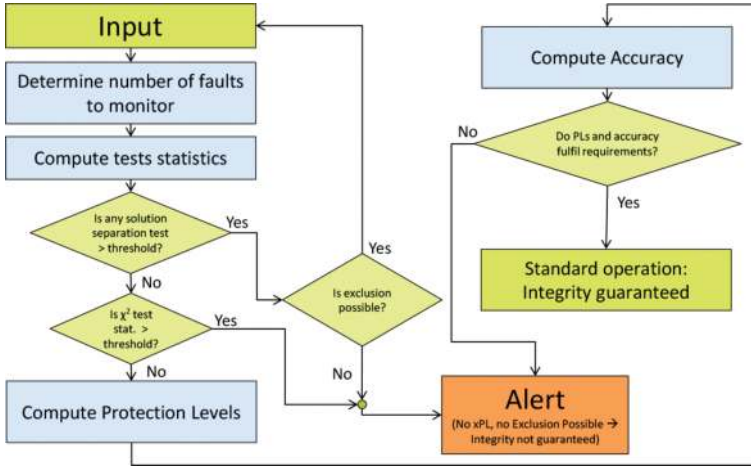 Input
Determine number of faults
to monitor
Compute tests statistics
Is any solution
separation test
> threshold?
Yes
No
Is χ² test
stat. >
threshold?
Yes
No
Compute Protection Levels
Yes
Is exclusion
possible?
No
Compute Accuracy
No
Do PLs and accuracy
fulfil requirements?
Yes
Standard operation:
Integrity guaranteed
Alert
(No xPL, no Exclusion Possible →
Integrity not guaranteed)